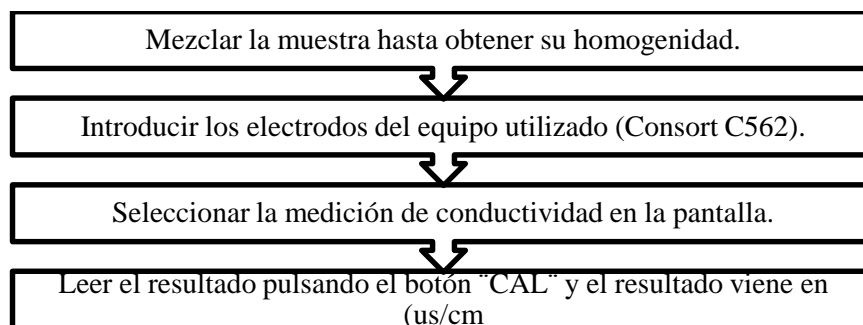 Mezclar la muestra hasta obtener su homogenidad.
Introducir los electrodos del equipo utilizado (Consort C562).
Seleccionar la medición de conductividad en la pantalla.
Leer el resultado pulsando el botón ¨CAL¨ y el resultado viene en
(us/cm